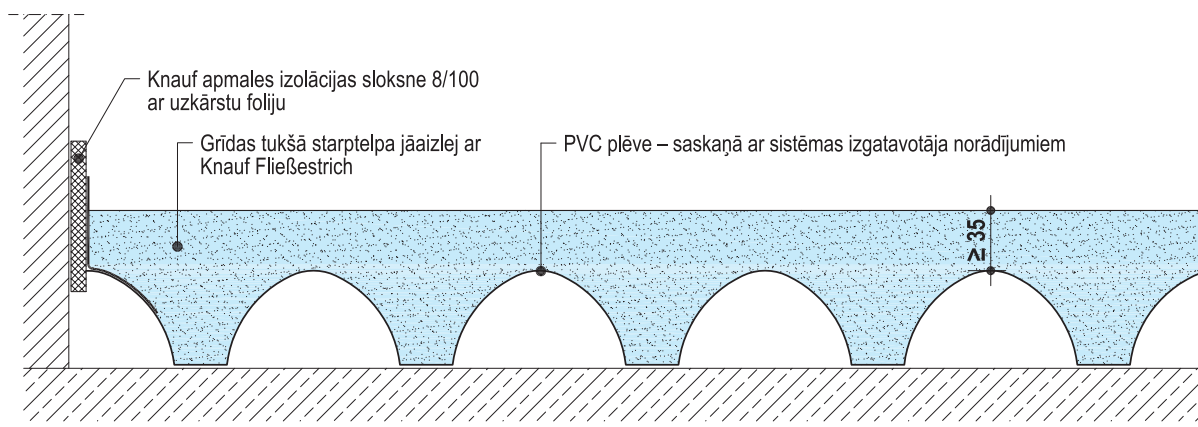 Knauf apmales izolācijas sloksne 8/100
ar uzkārstu foliju
Grīdas tukšā starptelpa jāaizlej ar
Knauf Fließestrich
PVC plēve – saskaņā ar sistēmas izgatavotāja norādījumiem
≥ 35